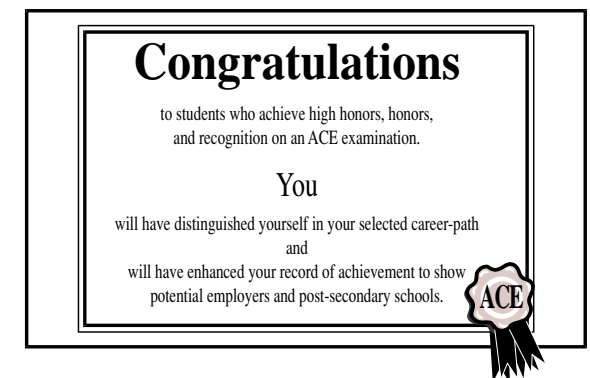 Congratulations
to students who achieve high honors, honors,
and recognition on an ACE examination.
You
will have distinguished yourself in your selected career-path
and
will have enhanced your record of achievement to show
potential employers and post-secondary schools.
ACE